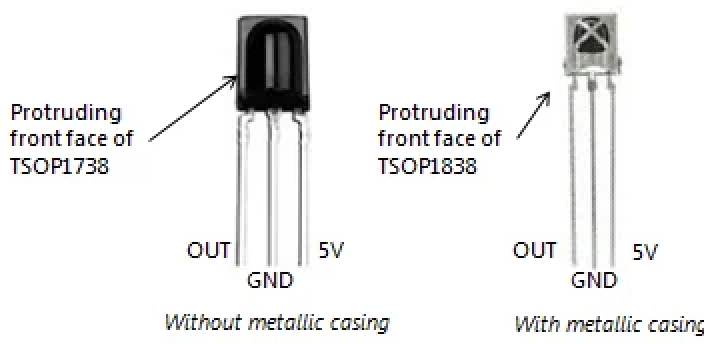 Protruding
front face of
TSOP1738
Protruding
front face of
TSOP1838
OUT
5V
GND
OUT
5V
GND
Without metallic casing
With metallic casing